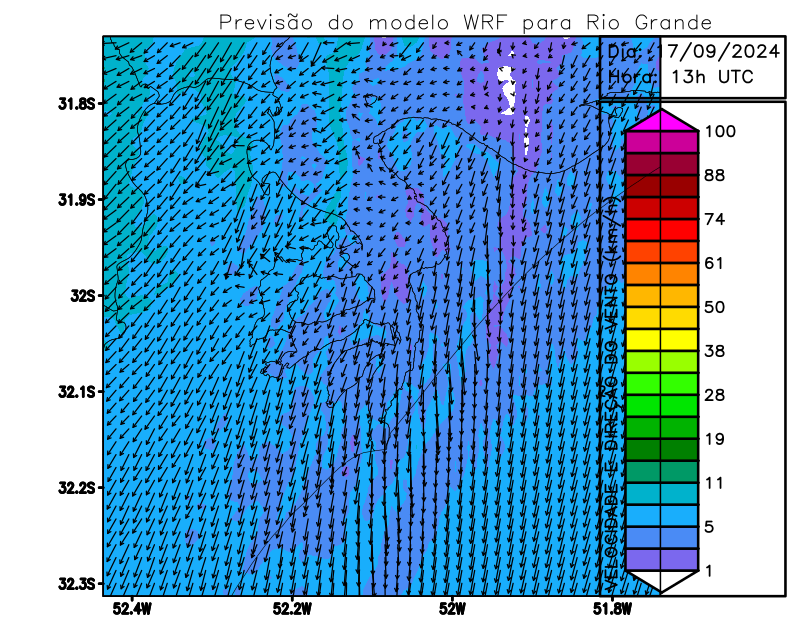 Previsão do modelo WRF para Rio Grande
Dia: 17/09/2024
Hora: 13h UTC
31.8S
31.9S
32S
32.1S
32.2S
32.3S
52.4W
52.2W
52W
51.8W
VELOCIDADE E DIREÇÃO DO VENTO (km/h)
100
88
74
61
50
38
28
19
11
5
1